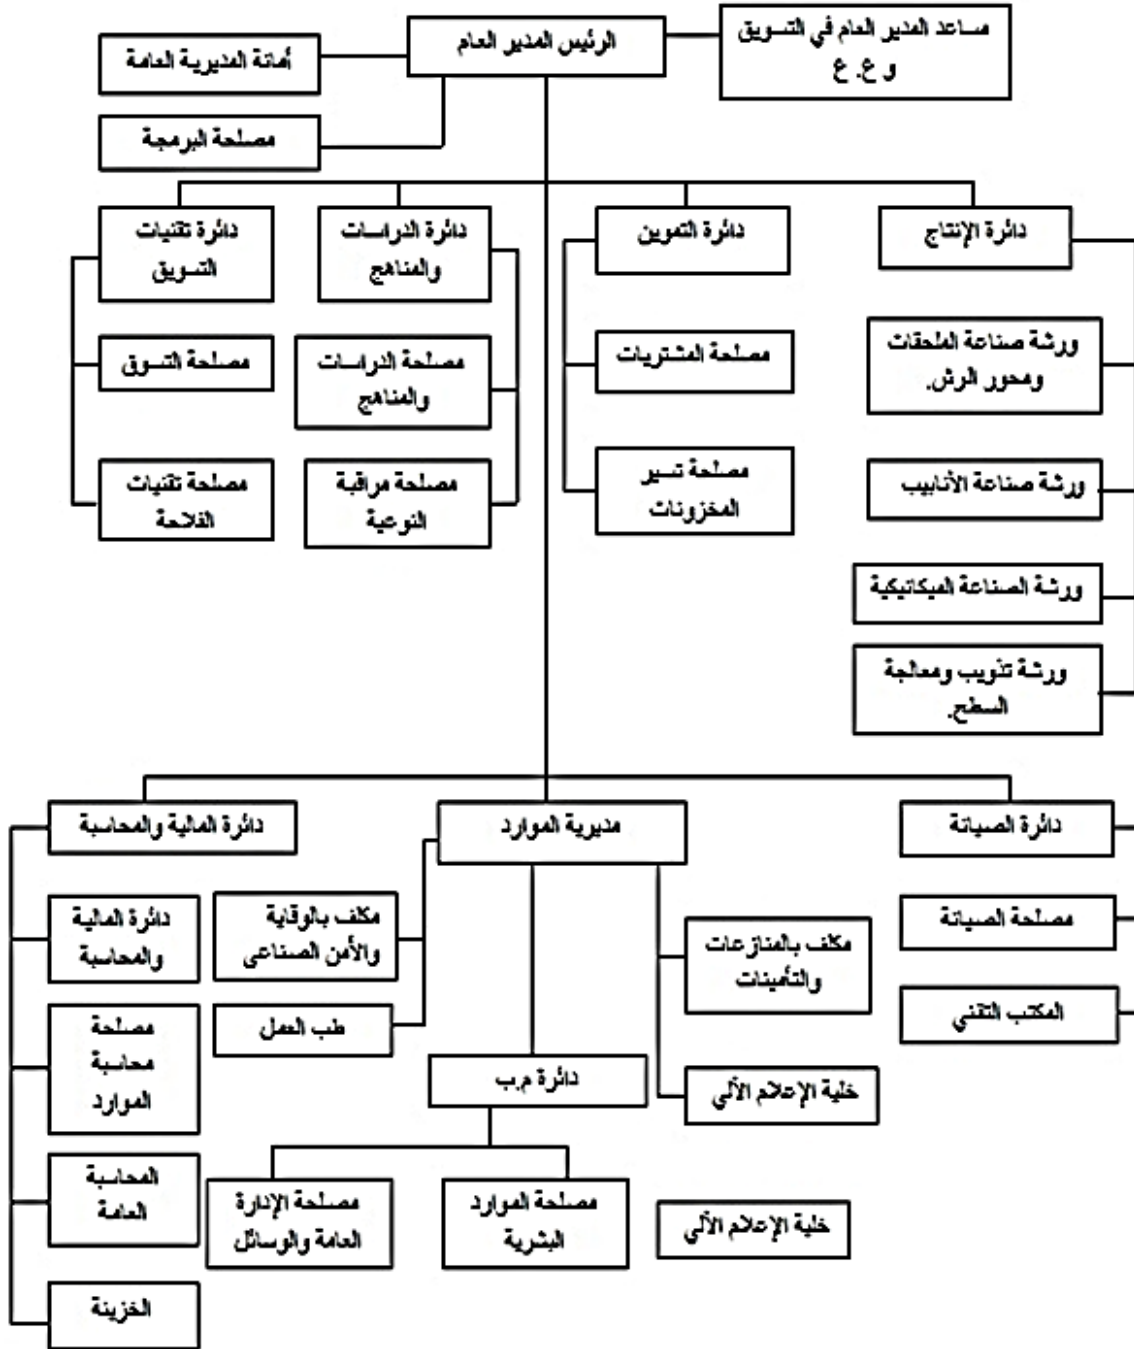 مساعد المدير العام في التسويق
و ع. ع
الرئيس المدير العام
أمانة المديرية العامة
مصلحة البرمجة
دائرة الإنتاج
دائرة التموين
دائرة الدراسات
والمناهج
دائرة تقنيات
التسويق
ورشة صناعة الملحقات
ومحور الرش.
مصلحة المشتريات
مصلحة الدراسات
والمناهج
مصلحة التسوق
ورشة صناعة الأنابيب
مصلحة تسير
المخزونات
مصلحة مراقبة
النوعية
مصلحة تقنيات
الفلاحة
ورشة الصناعة الميكانيكية
ورشة تذويب ومعالجة
السطح.
دائرة الصيانة
مديرية الموارد
دائرة المالية والمحاسبة
مصلحة الصيانة
مكلف بالمنازعات
والتأمينات
مكلف بالوقاية
والأمن الصناعى
دائرة المالية
والمحاسبة
المكتب التقني
طب العمل
مصلحة
محاسبة
الموارد
دائرة م.ب
خلية الإعلام الألي
المحاسبة
العامة
مصلحة الموارد
البشرية
مصلحة الإدارة
العامة والوسائل
خلية الإعلام الألي
الخزينة